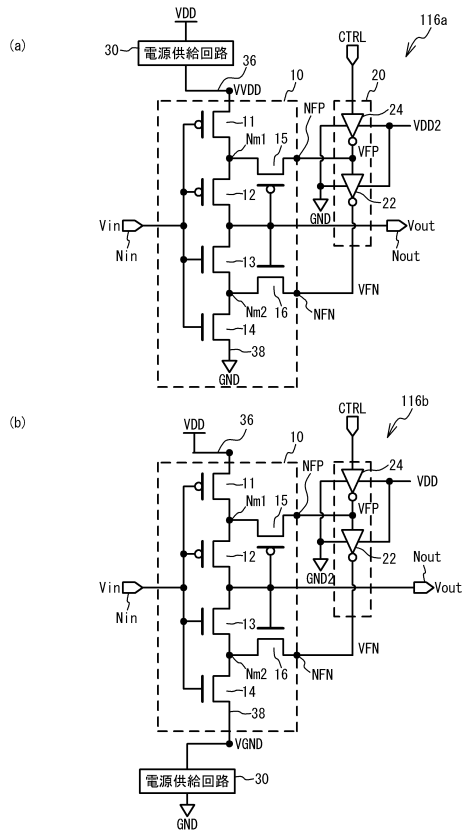 (a)
VDD
30
電源供給回路
36
VVDD
10
CTRL
116a
20
NFP
24
11
15
Nm1
VDD2
VFP
12
GND
22
Vin
Nin
Vout
Nout
13
Nm2
16
NFN
VFN
14
38
GND
(b)
VDD
36
10
CTRL
116b
NFP
24
11
15
Nm1
VDD
VFP
12
GND2
22
Nout
Vin
Nin
Vout
13
Nm2
16
NFN
VFN
14
38
VGND
電源供給回路
30
GND